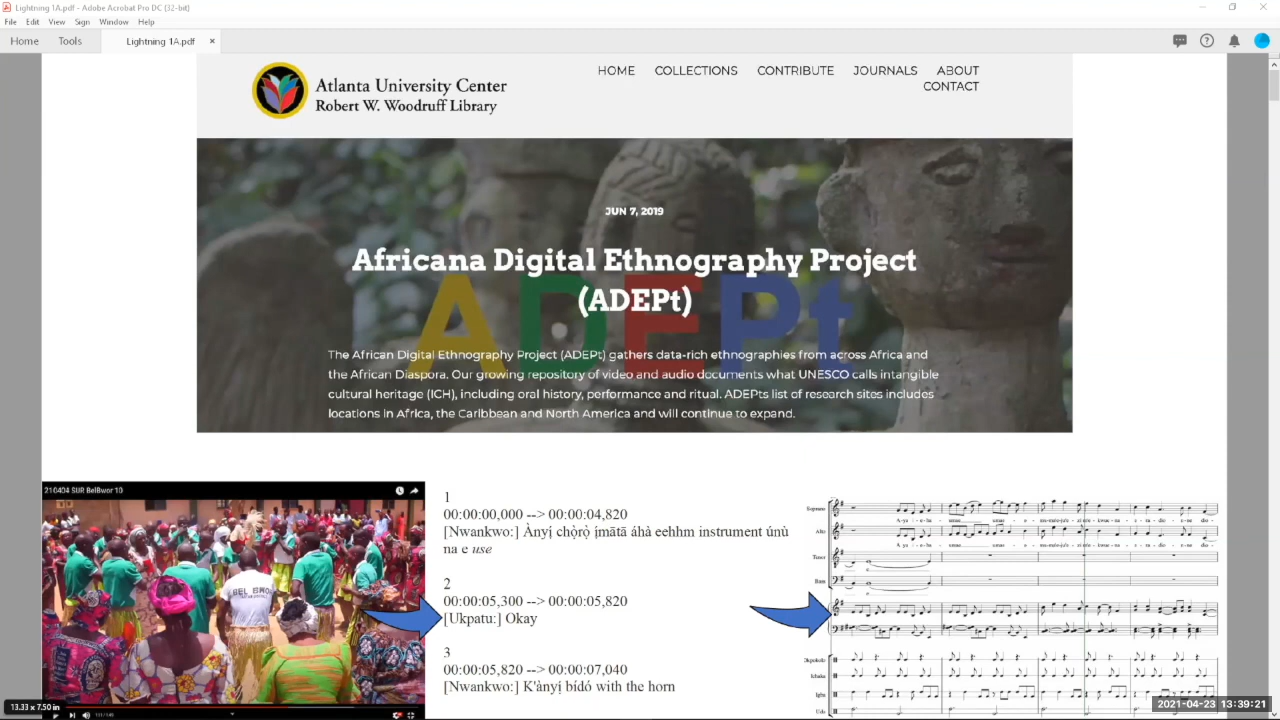 Lightning 1A.pdf - Adobe Acrobat Pro DC (32-bit)
File Edit View Sign Window Help
Home Tools Lightning 1A.pdf ×
Atlanta University Center
Robert W. Woodruff Library
HOME COLLECTIONS CONTRIBUTE JOURNALS ABOUT
CONTACT
JUN 7, 2019
Africana Digital Ethnography Project
(ADEPt)
ADEPt
The African Digital Ethnography Project (ADEPt) gathers data-rich ethnographies from across Africa and
the African Diaspora. Our growing repository of video and audio documents what UNESCO calls intangible
cultural heritage (ICH), including oral history, performance and ritual. ADEPts list of research sites includes
locations in Africa, the Caribbean and North America and will continue to expand.
210404 SUR BelBwor 10
1
00:00:00,000 --> 00:00:04,820
[Nwankwo:] Ànyị́ chọ̀rọ̀ ị́mātā áhà eehhm instrument únù
na e use
2
00:00:05,300 --> 00:00:05,820
[Ukpatu:] Okay
3
00:00:05,820 --> 00:00:07,040
[Nwankwo:] K'ànyị́ bídó with the horn
Soprano
Alto
Tenor
Bass
Okpokolo
Ichaka
Igba
Udu
13.33 x 7.50 in
2021-04-23 13:39:21